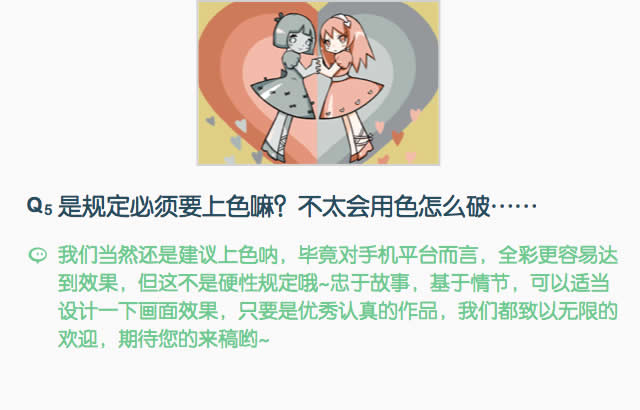 Q5 是规定必须要上色嘛？不太会用色怎么破……
我们当然还是建议上色呐，毕竟对手机平台而言，全彩更容易达
到效果，但这不是硬性规定哦~忠于故事，基于情节，可以适当
设计一下画面效果，只要是优秀认真的作品，我们都致以无限的
欢迎，期待您的来稿哟~